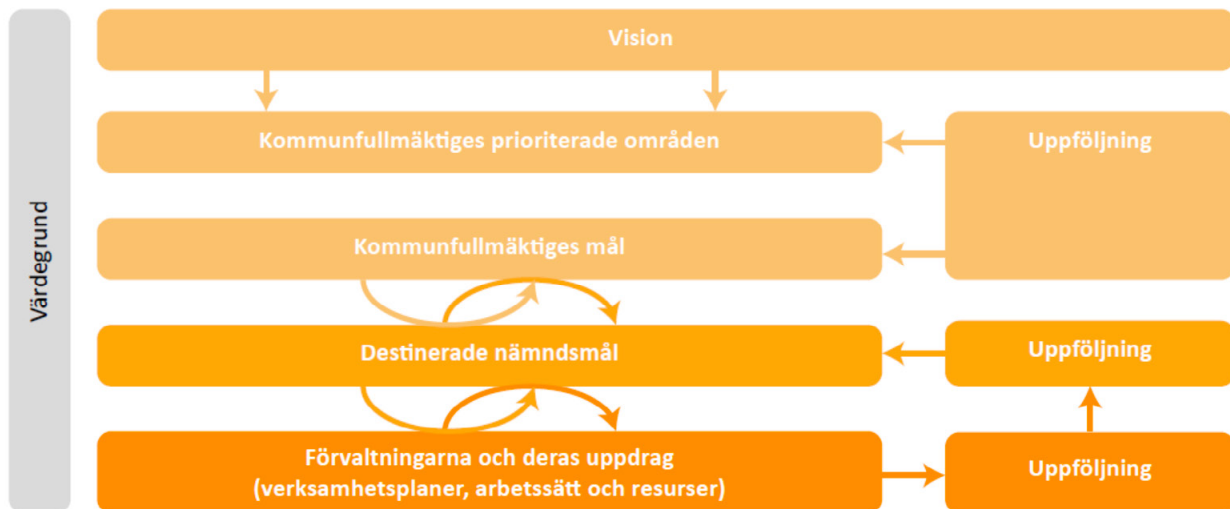 Värdegrund
Vision
Kommunfullmäktiges prioriterade områden
Uppföljning
Kommunfullmäktiges mål
Destinerade nämndsmål
Uppföljning
Förvaltningarna och deras uppdrag
(verksamhetsplaner, arbetssätt och resurser)
Uppföljning